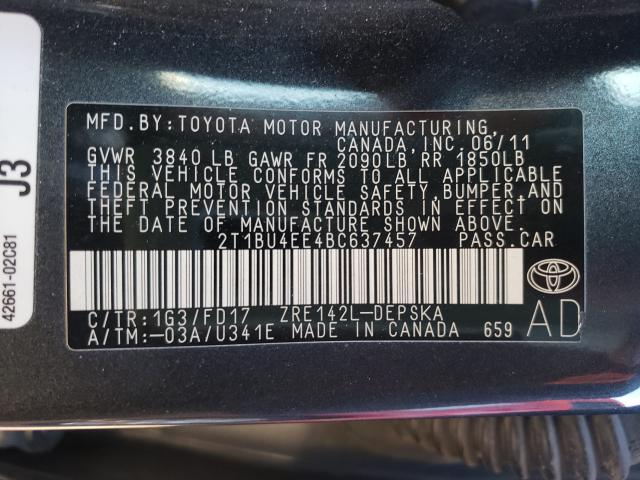 MFD.BY:TOYOTA MOTOR MANUFACTURING,
CANADA,INC.06/11
GVWR 3840LB GAWR FR 2090LB RR 1850LB
THIS VEHICLE CONFORMS TO ALL APPLICABLE
FEDERAL MOTOR VEHICLE SAFETY, BUMPER AND
THEFT PREVENTION STANDARDS IN EFFECT ON
THE DATE OF MANUFACTURE SHOWN ABOVE.
2T1BU4EE4BC637457 PASS.CAR
C/TR:1G3/FD17 ZRE142L-DEPSKA
A/TM:-03A/U341E MADE IN CANADA 659
AD
J3
42661-02C81